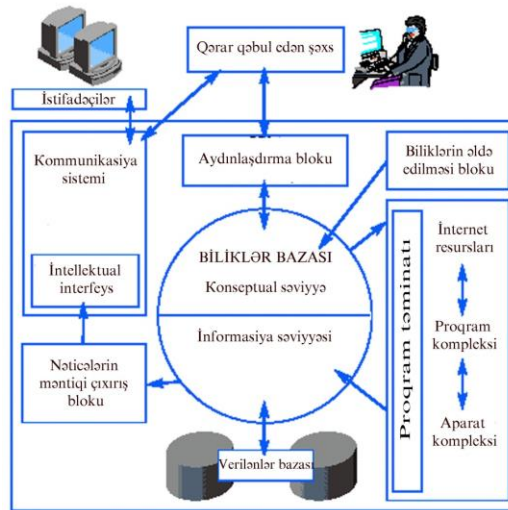 Qərar qəbul edən şəxs
İstifadəçilər
Kommunikasiya
sistemi
İntellektual
interfeys
Nəticələrin
məntiqi çıxırış
bloku
Aydınlaşdırma bloku
BİLİKLƏR BAZASI
Konseptual səviyyə
İnformasiya səviyyəsi
Verilənlər bazası
Biliklərin əldə
edilməsi bloku
Proqram təminatı
İnternet
resursları
Proqram
kompleksi
Aparat
kompleksi